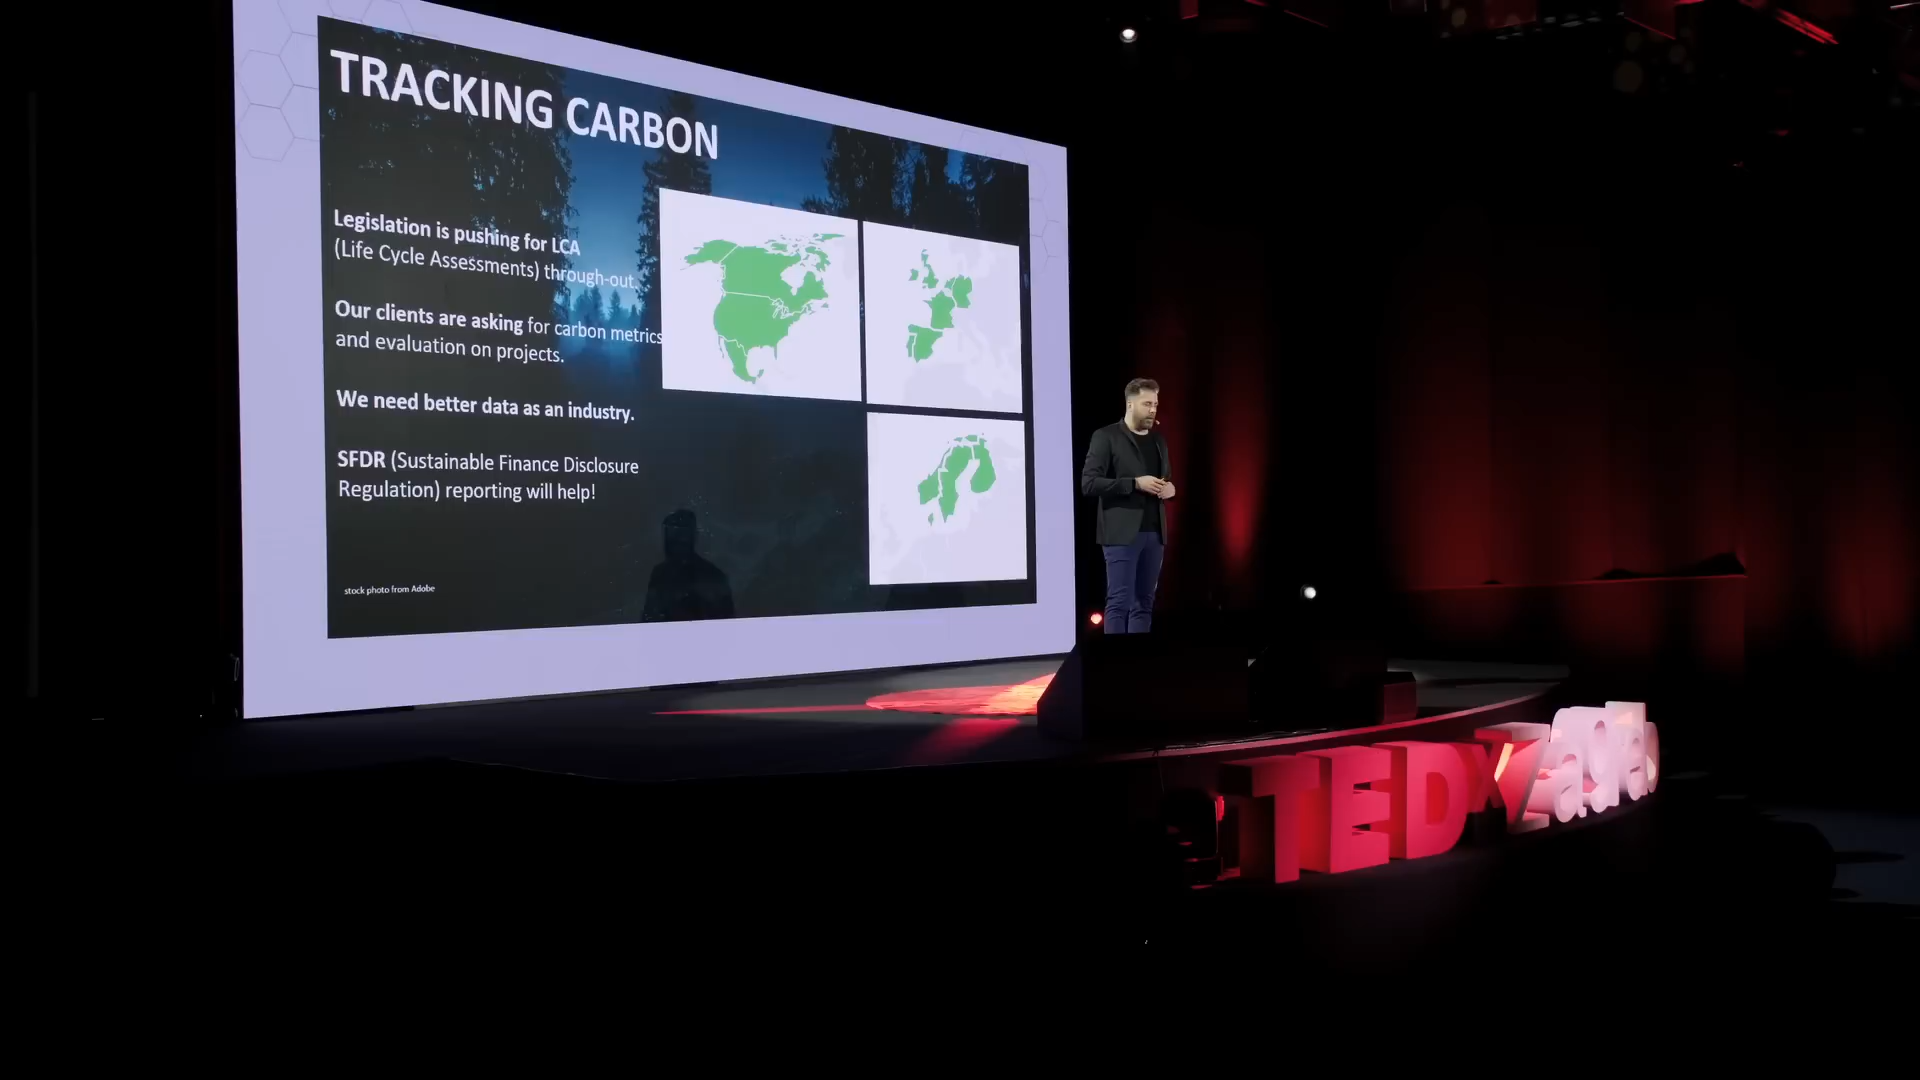 TRACKING CARBON
Legislation is pushing for LCA
(Life Cycle Assessments) through-out.
Our clients are asking for carbon metrics
and evaluation on projects.
We need better data as an industry.
SFDR (Sustainable Finance Disclosure
Regulation) reporting will help!
stock photo from Adobe
TEDxZagreb